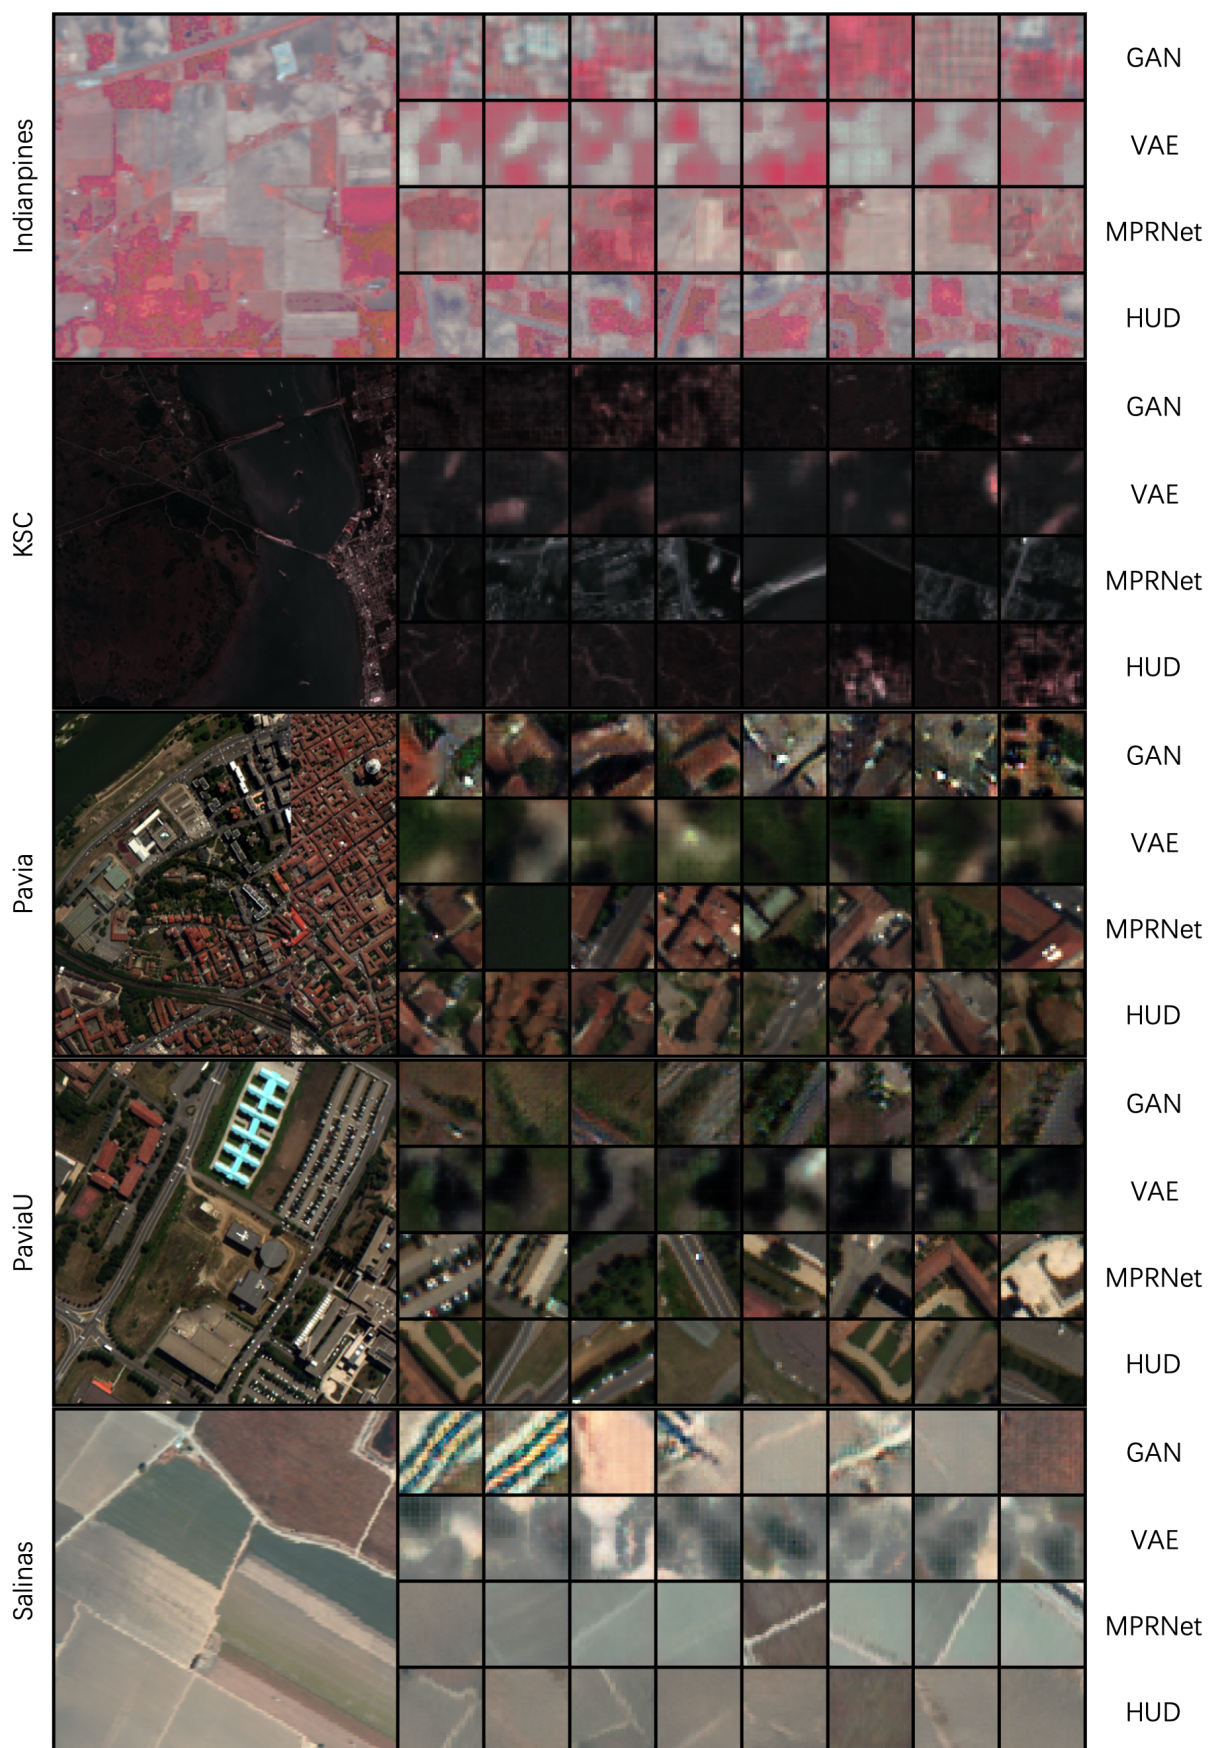 Indianpines
GAN
VAE
MPRNet
HUD
KSC
GAN
VAE
MPRNet
HUD
Pavia
GAN
VAE
MPRNet
HUD
PaviaU
GAN
VAE
MPRNet
HUD
Salinas
GAN
VAE
MPRNet
HUD